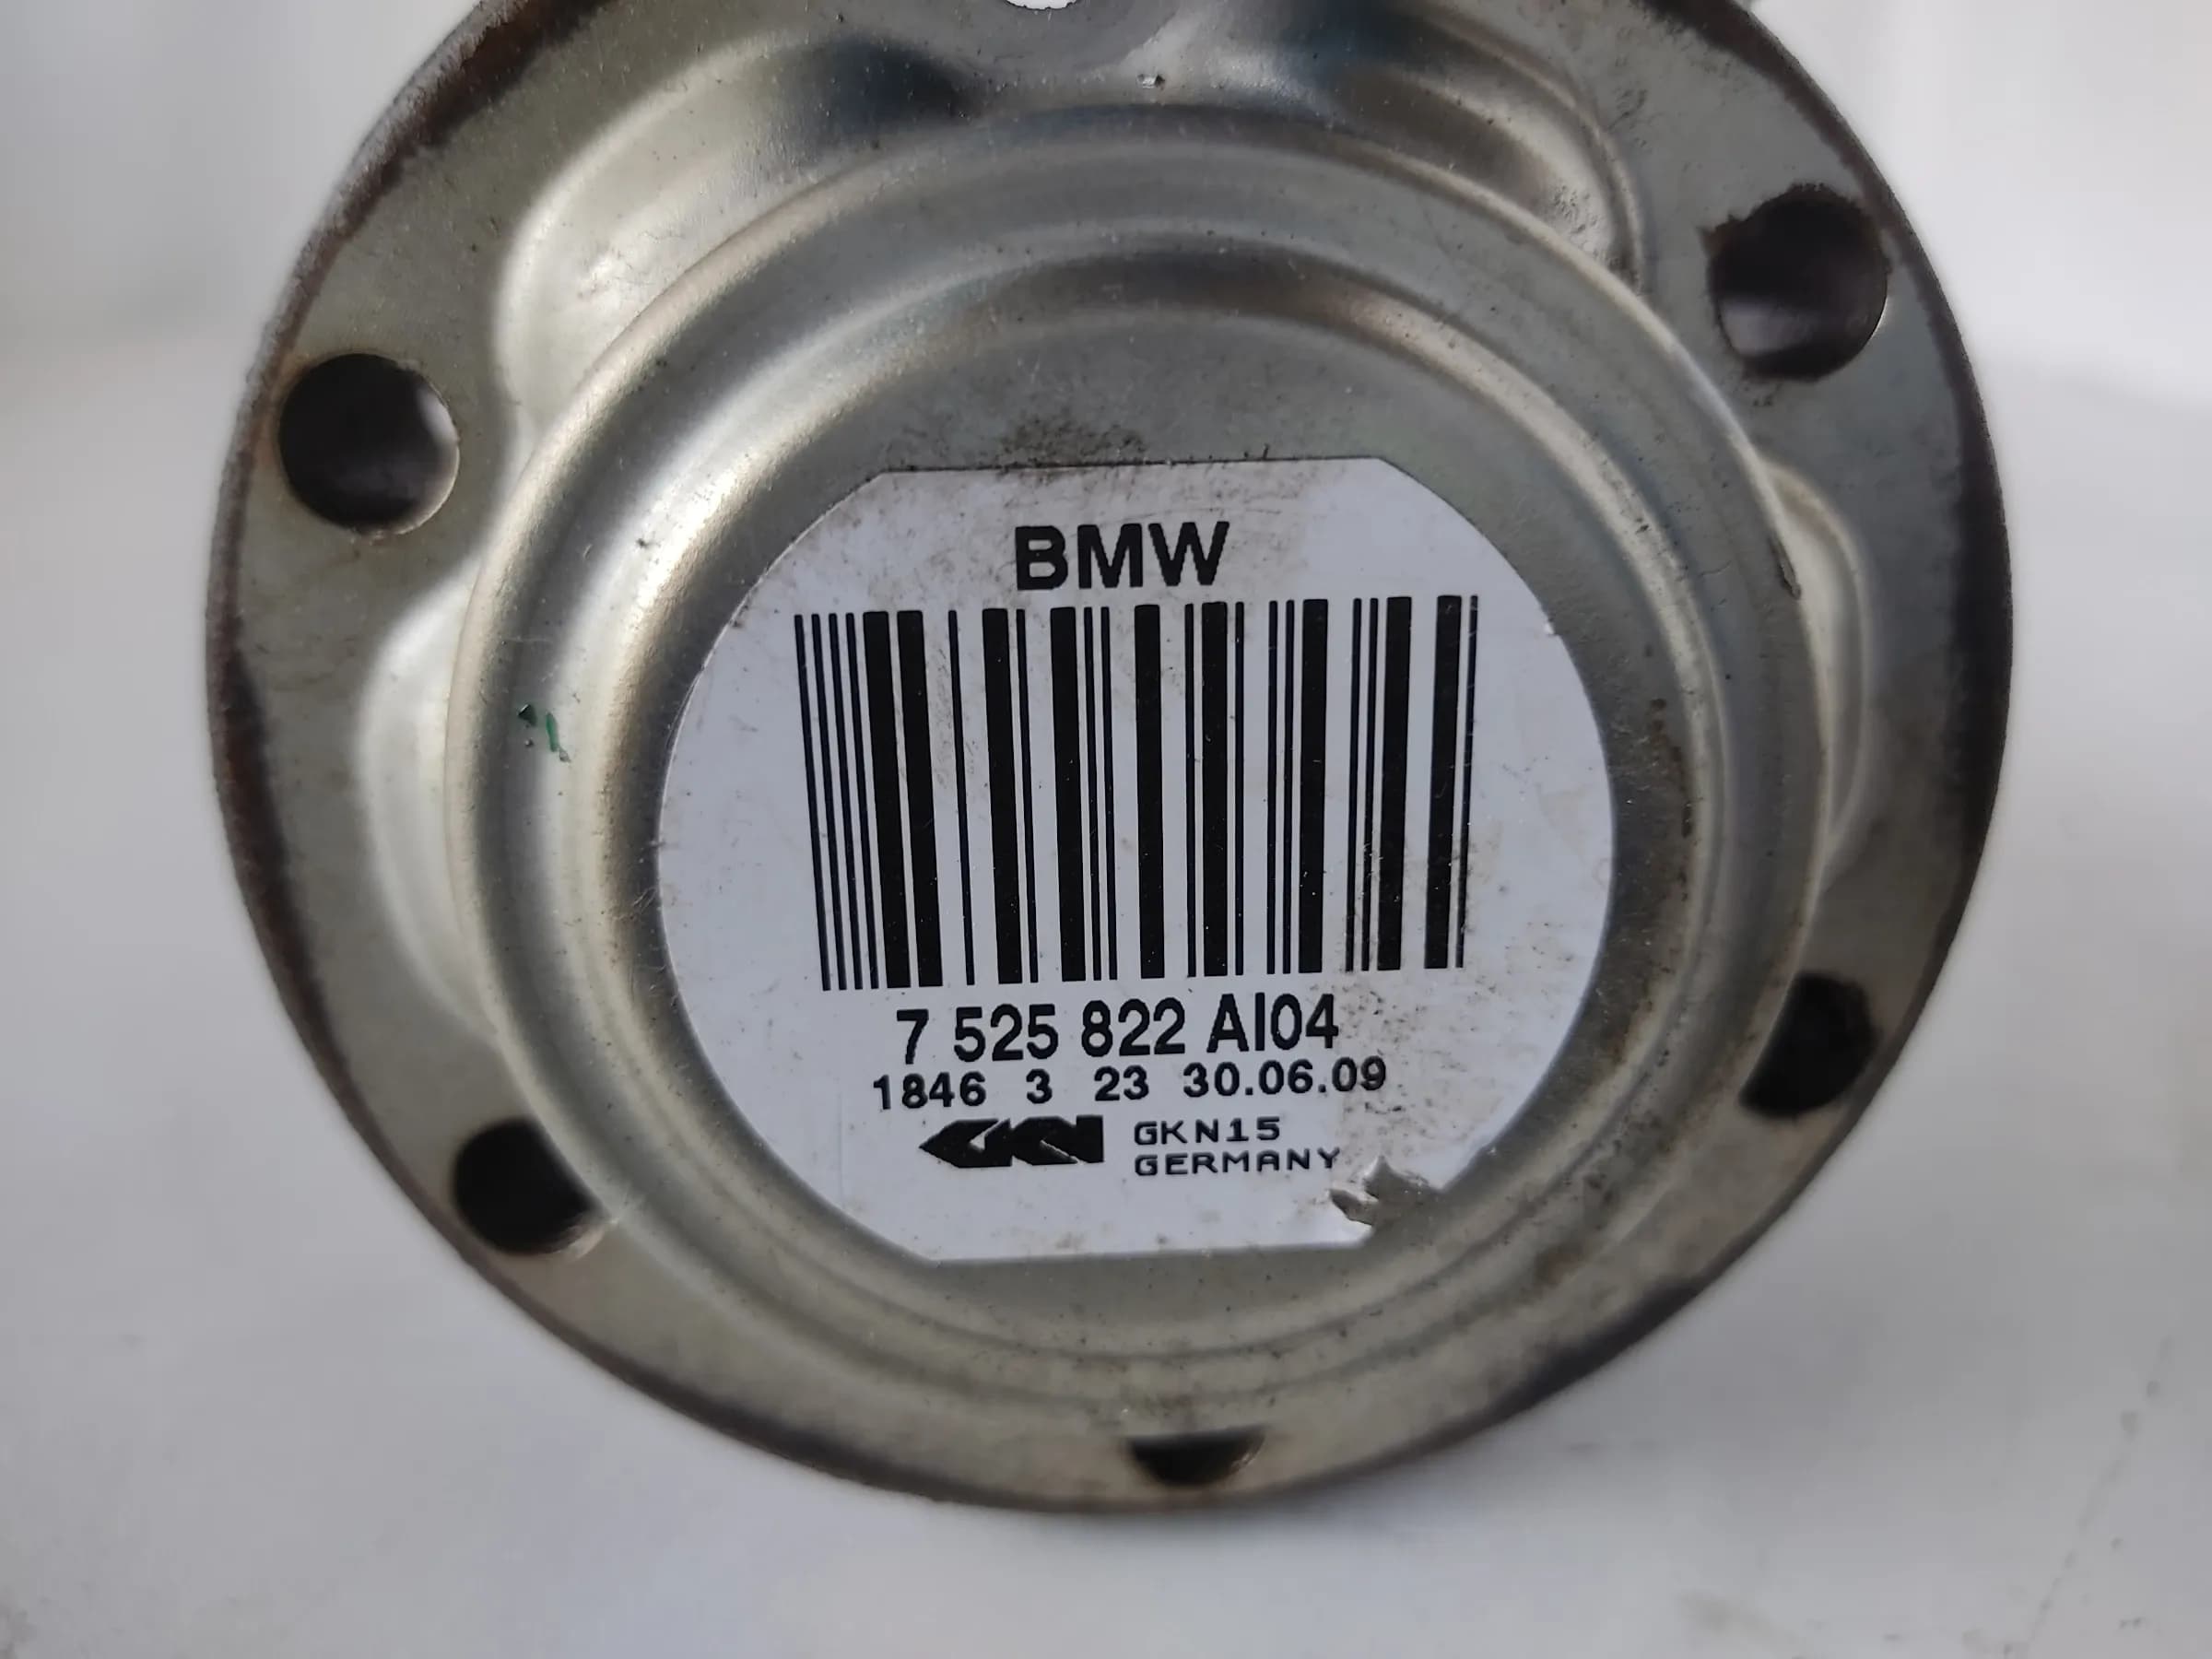 BMW
7 525 822 AI04
1846 3 23 30.06.09
GKN GKN15
GERMANY